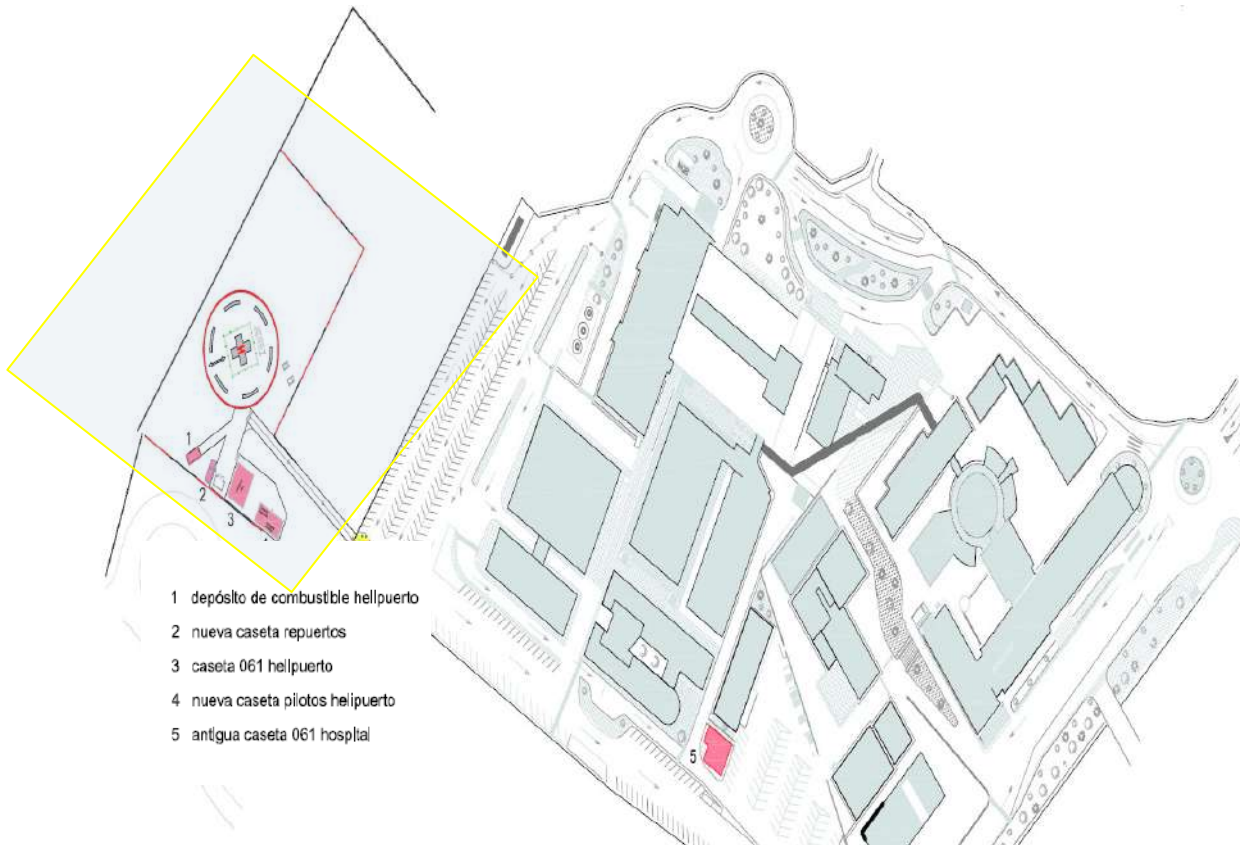 1
2
3
1 depósito de combustible helipuerto
2 nueva caseta repuertos
3 caseta 061 helipuerto
4 nueva caseta pilotos helipuerto
5 antigua caseta 061 hospital
5